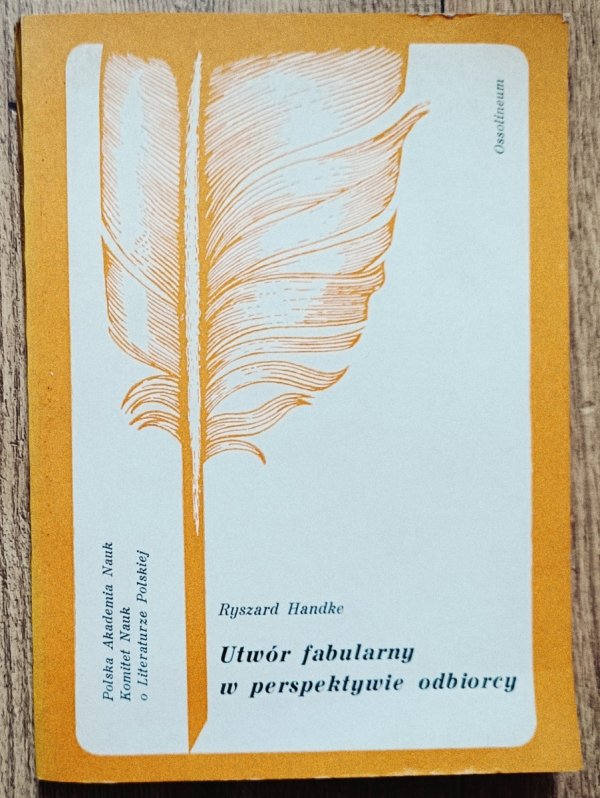 Ossolineum
Polska Akademia Nauk
Komitet Nauk
o Literaturze Polskiej
Ryszard Handke
Utwór fabularny
w perspektywie odbiorcy